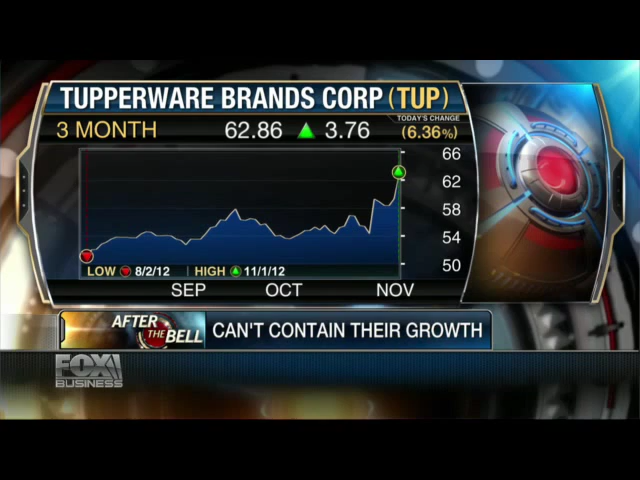 TUPPERWARE BRANDS CORP (TUP)
3 MONTH 62.86 3.76 TODAY'S CHANGE (6.36%)
66
62
58
54
50
LOW 8/2/12 HIGH 11/1/12
SEP OCT NOV
AFTER THE BELL
CAN'T CONTAIN THEIR GROWTH
FOX
BUSINESS